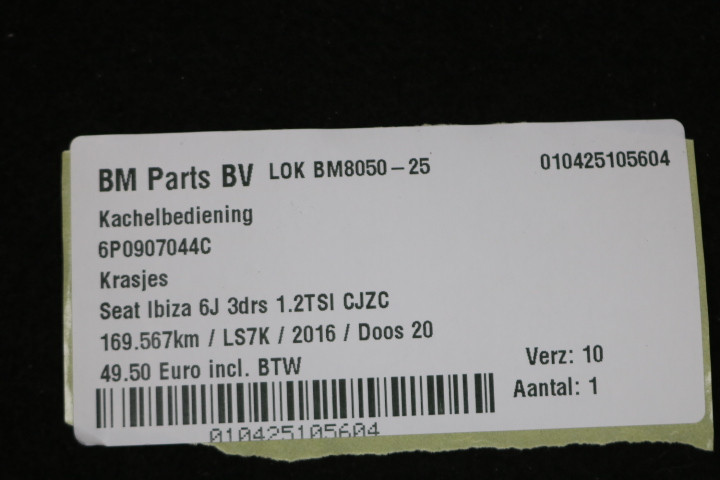 BM Parts BV LOK BM8050-25 010425105604
Kachelbediening
6P0907044C
Krasjes
Seat Ibiza 6J 3drs 1.2TSI CJZC
169.567km / LS7K / 2016 / Doos 20
49.50 Euro incl. BTW
Verz: 10
Aantal: 1
010425105604